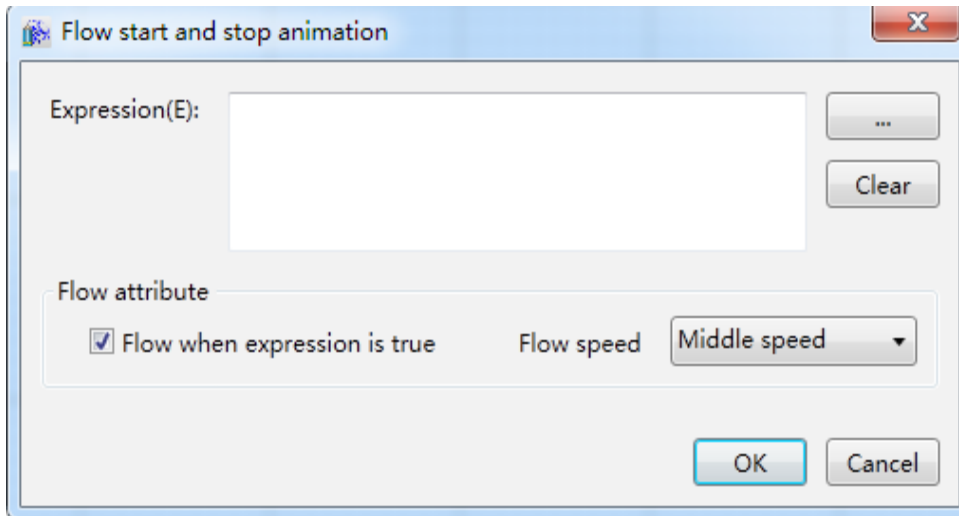 Flow start and stop animation
Expression(E):
...
Clear
Flow attribute
Flow when expression is true
Flow speed
Middle speed
OK
Cancel